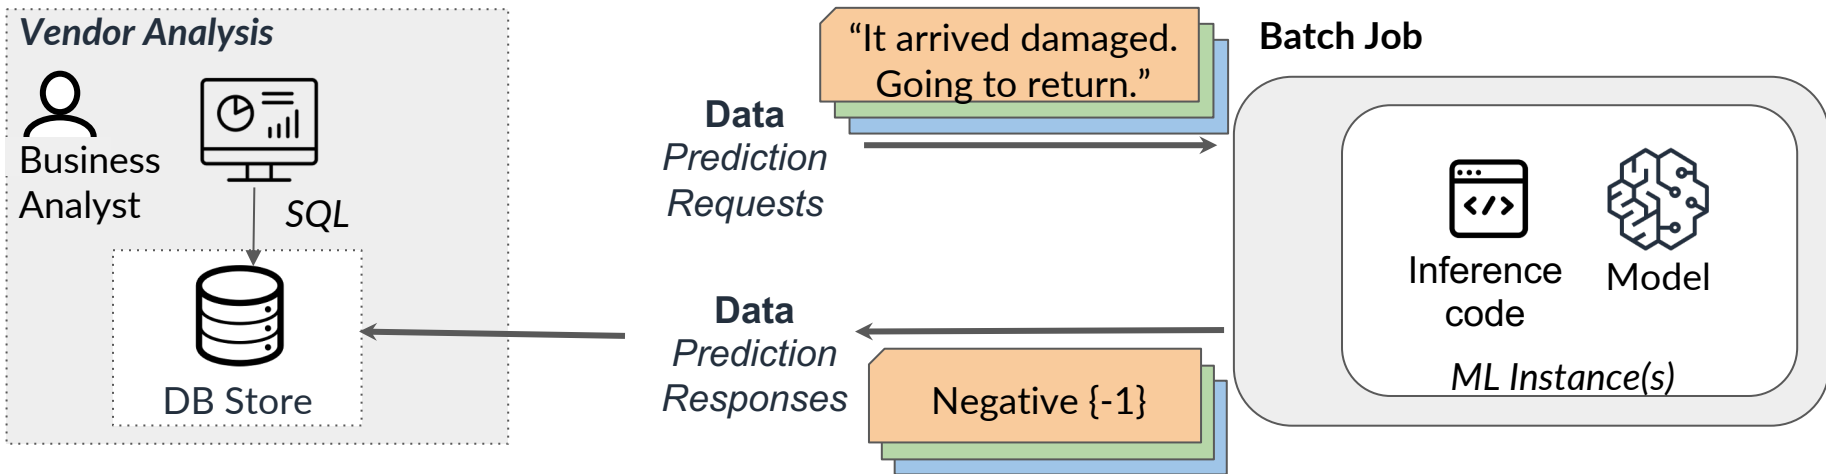 Vendor Analysis
Business
Analyst
SQL
DB Store
Data
Prediction
Requests
“It arrived damaged.
Going to return.”
Data
Prediction
Responses
Negative {-1}
Batch Job
</>
Inference
code
Model
ML Instance(s)